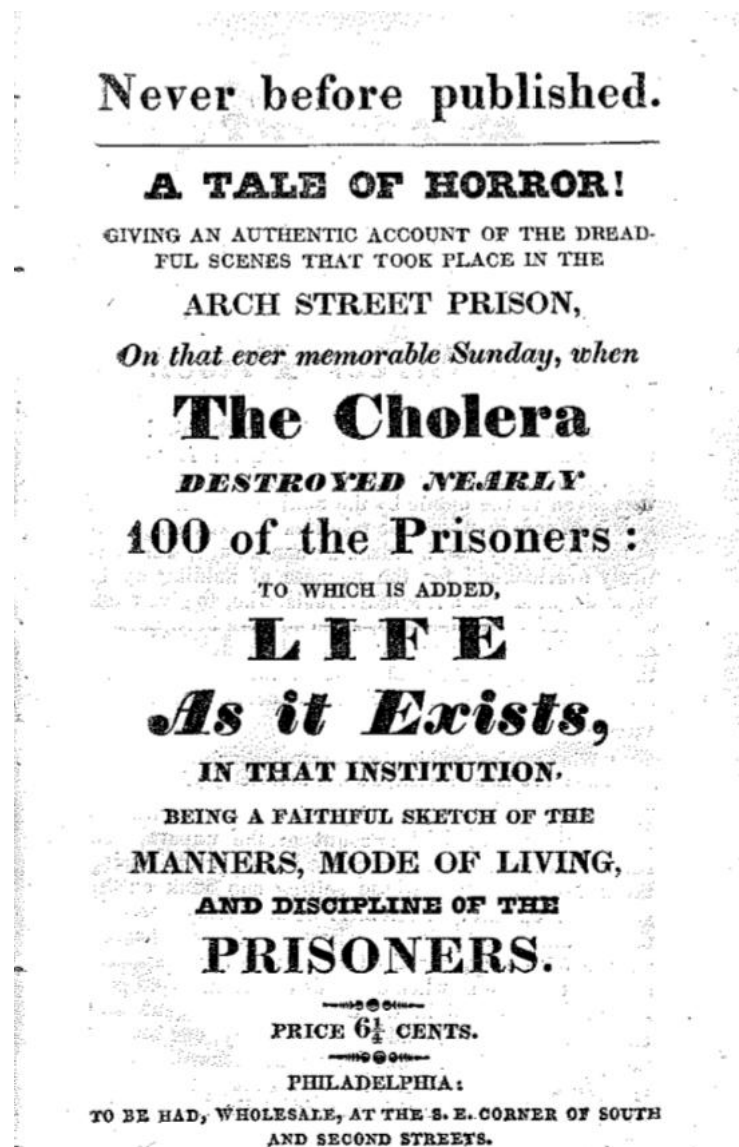 Never before published.
A TALE OF HORROR!
GIVING AN AUTHENTIC ACCOUNT OF THE DREAD-
FUL SCENES THAT TOOK PLACE IN THE
ARCH STREET PRISON,
On that ever memorable Sunday, when
The Cholera
DESTROYED NEARLY
100 of the Prisoners:
TO WHICH IS ADDED,
LIFE
As it Exists,
IN THAT INSTITUTION.
BEING A FAITHFUL SKETCH OF THE
MANNERS, MODE OF LIVING,
AND DISCIPLINE OF THE
PRISONERS.
PRICE 6¼ CENTS.
PHILADELPHIA:
TO BE HAD, WHOLESALE, AT THE S. E. CORNER OF SOUTH
AND SECOND STREETS.